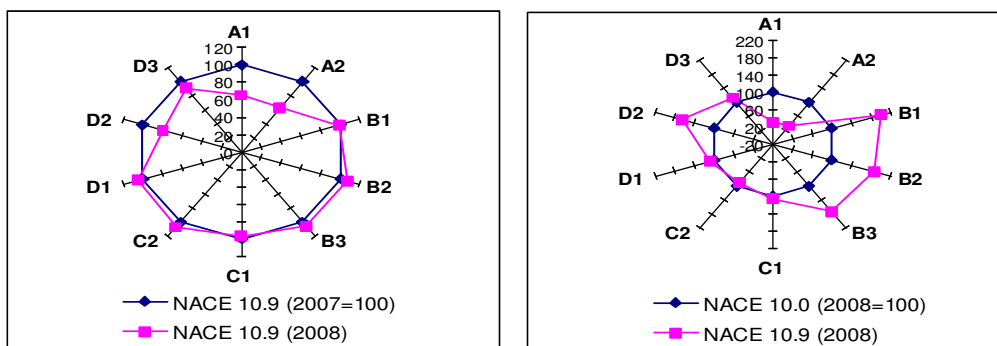 A1
120
100
80
60
40
20
0
A2
B1
B2
B3
C1
C2
D1
D2
D3
NACE 10.9 (2007=100)
NACE 10.9 (2008)
A1
220
180
140
100
60
20
-20
A2
B1
B2
B3
C1
C2
D1
D2
D3
NACE 10.0 (2008=100)
NACE 10.9 (2008)